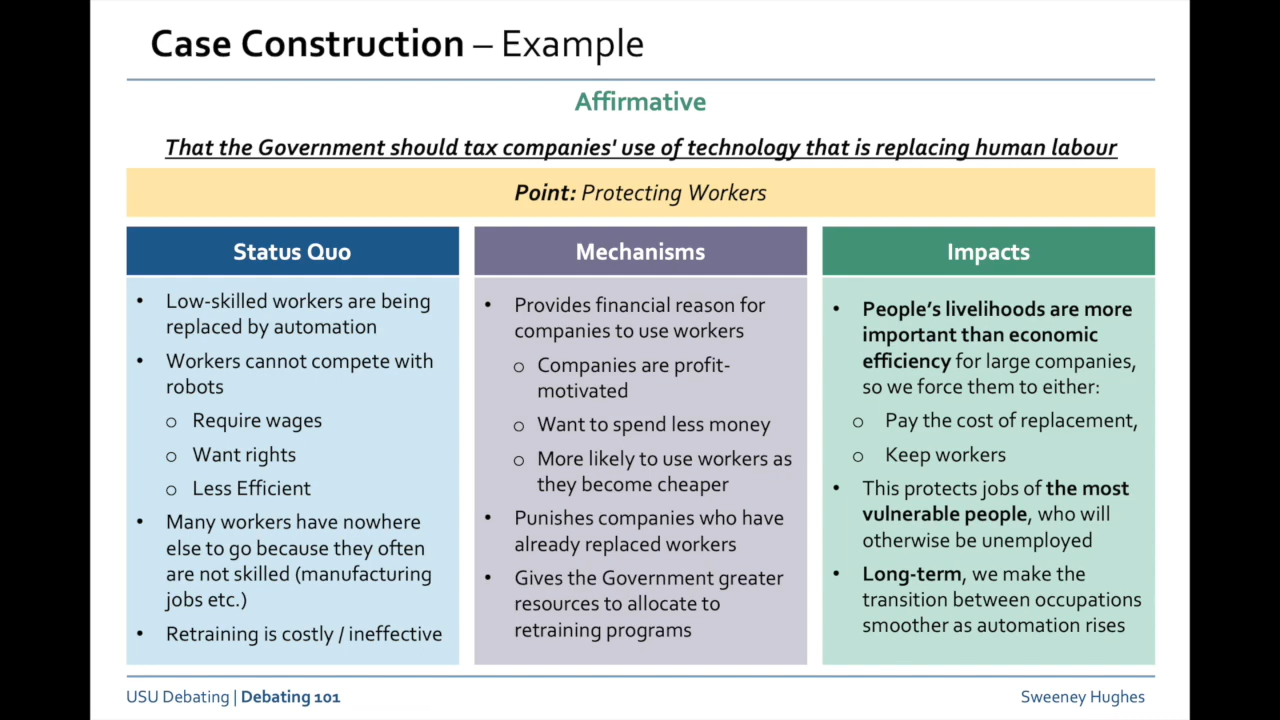 Case Construction – Example
Affirmative
That the Government should tax companies' use of technology that is replacing human labour
Point: Protecting Workers
Status Quo
• Low-skilled workers are being
replaced by automation
• Workers cannot compete with
robots
o Require wages
o Want rights
o Less Efficient
• Many workers have nowhere
else to go because they often
are not skilled (manufacturing
jobs etc.)
• Retraining is costly / ineffective
Mechanisms
• Provides financial reason for
companies to use workers
o Companies are profit-
motivated
o Want to spend less money
o More likely to use workers as
they become cheaper
• Punishes companies who have
already replaced workers
• Gives the Government greater
resources to allocate to
retraining programs
Impacts
• People’s livelihoods are more
important than economic
efficiency for large companies,
so we force them to either:
o Pay the cost of replacement,
o Keep workers
• This protects jobs of the most
vulnerable people, who will
otherwise be unemployed
• Long-term, we make the
transition between occupations
smoother as automation rises
USU Debating | Debating 101
Sweeney Hughes